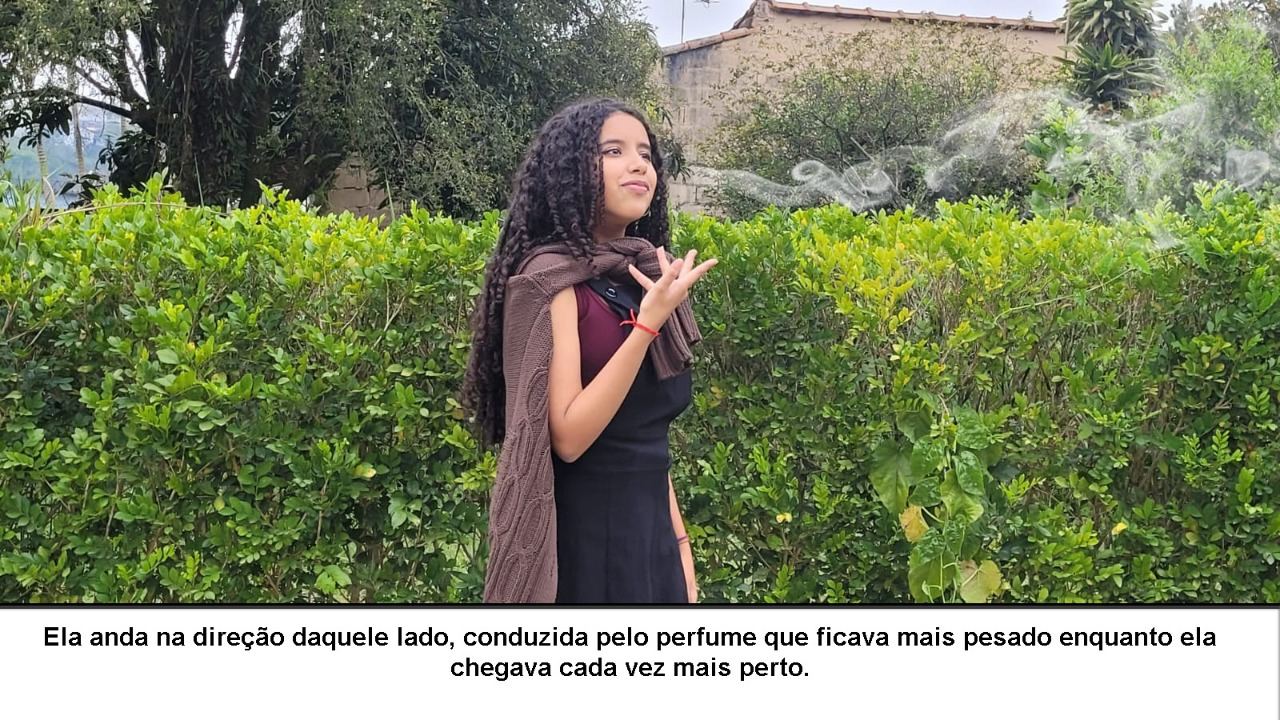 Ela anda na direção daquele lado, conduzida pelo perfume que ficava mais pesado enquanto ela
chegava cada vez mais perto.